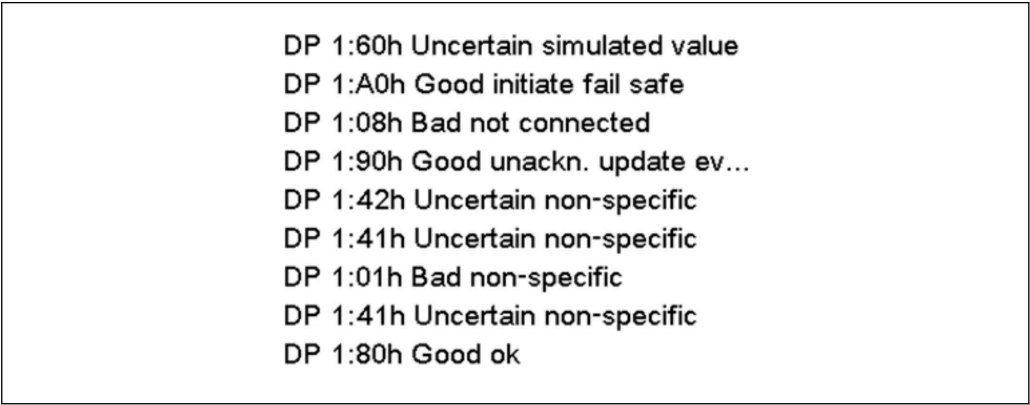 DP 1:60h Uncertain simulated value
DP 1:A0h Good initiate fail safe
DP 1:08h Bad not connected
DP 1:90h Good unackn. update ev...
DP 1:42h Uncertain non-specific
DP 1:41h Uncertain non-specific
DP 1:01h Bad non-specific
DP 1:41h Uncertain non-specific
DP 1:80h Good ok